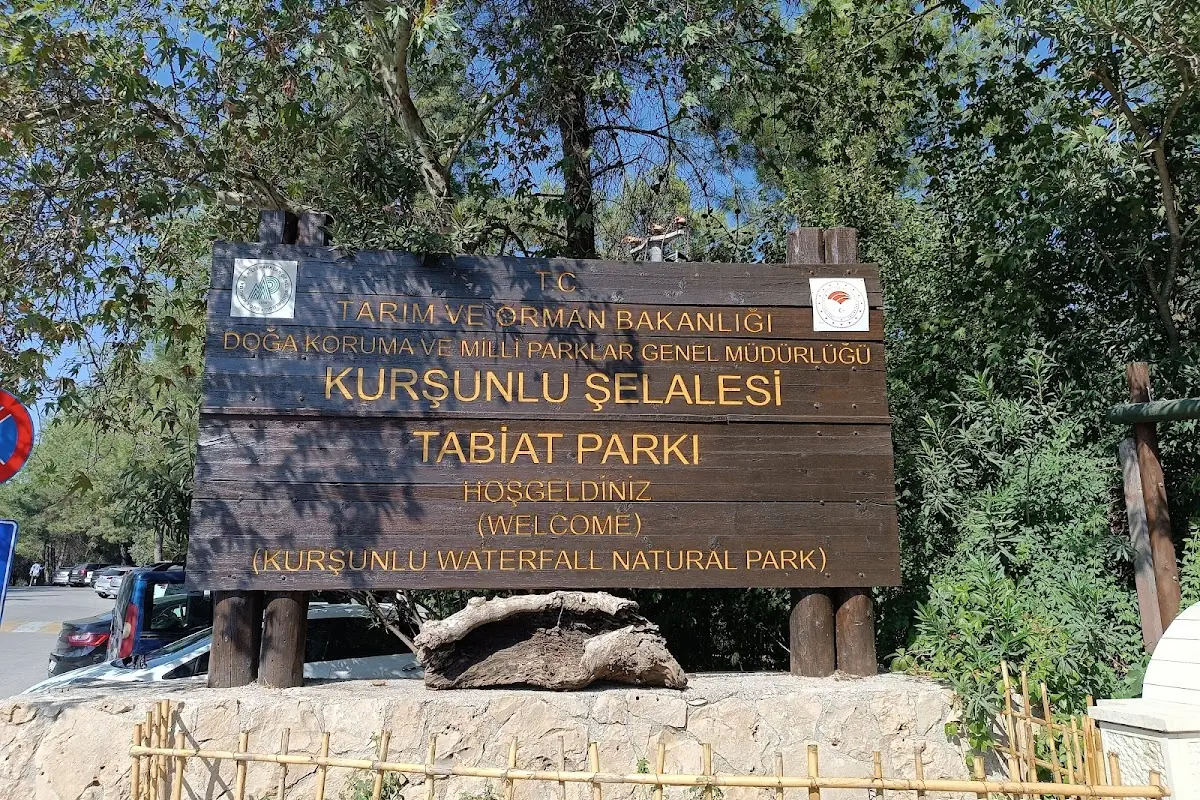 T.C
TARIM VE ORMAN BAKANLIĞI
DOĞA KORUMA VE MİLLİ PARKLAR GENEL MÜDÜRLÜĞÜ
KURŞUNLU ŞELALESİ
TABİAT PARKI
HOŞGELDİNİZ
(WELCOME)
(KURŞUNLU WATERFALL NATURAL PARK)